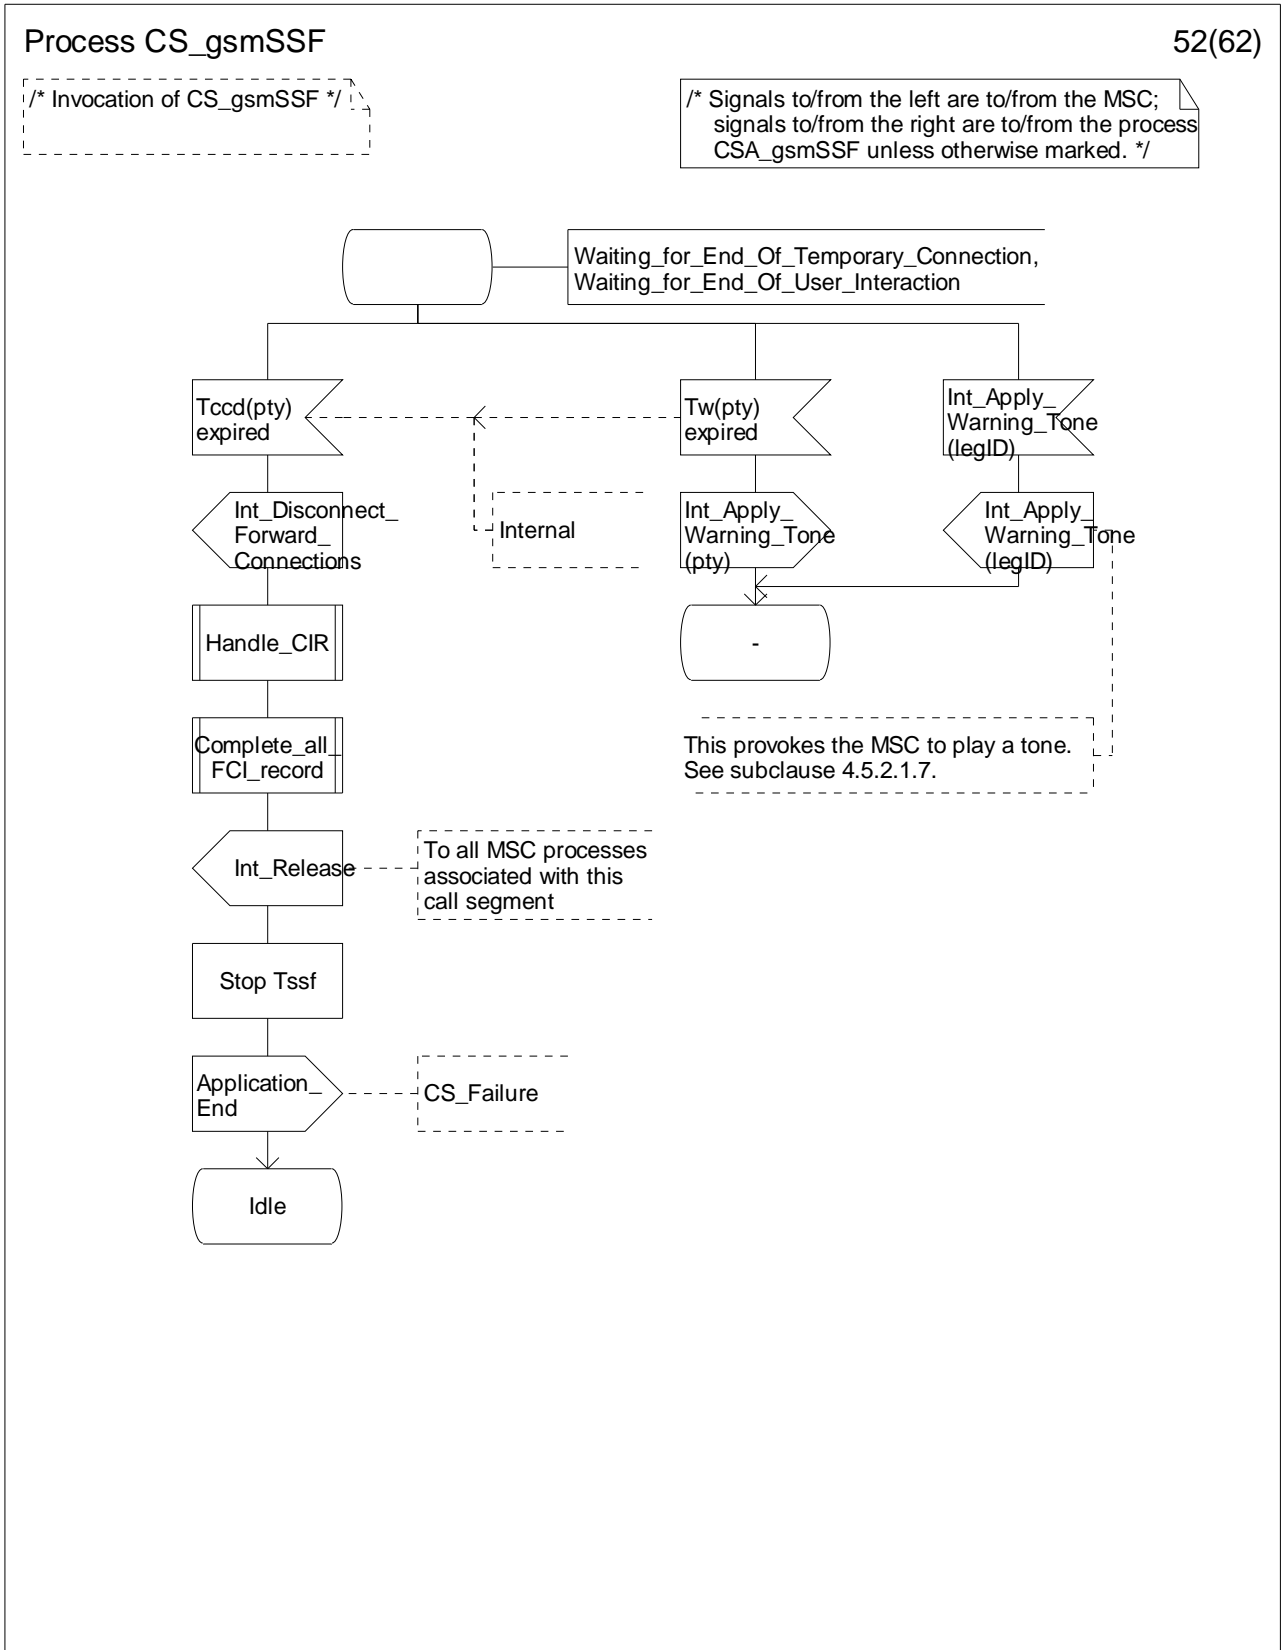 Process CS_gsmSSF
52(62)
/* Invocation of CS_gsmSSF */
/* Signals to/from the left are to/from the MSC;
signals to/from the right are to/from the process
CSA_gsmSSF unless otherwise marked. */
Waiting_for_End_Of_Temporary_Connection,
Waiting_for_End_Of_User_Interaction
Tccd(pty)
expired
Tw(pty)
expired
Int_Apply_
Warning_Tone
(legID)
Int_Disconnect_
Forward_
Connections
Internal
Int_Apply_
Warning_Tone
(pty)
Int_Apply_
Warning_Tone
(legID)
Handle_CIR
-
Complete_all_
FCI_record
This provokes the MSC to play a tone.
See subclause 4.5.2.1.7.
Int_Release
To all MSC processes
associated with this
call segment
Stop Tssf
Application_
End
CS_Failure
Idle